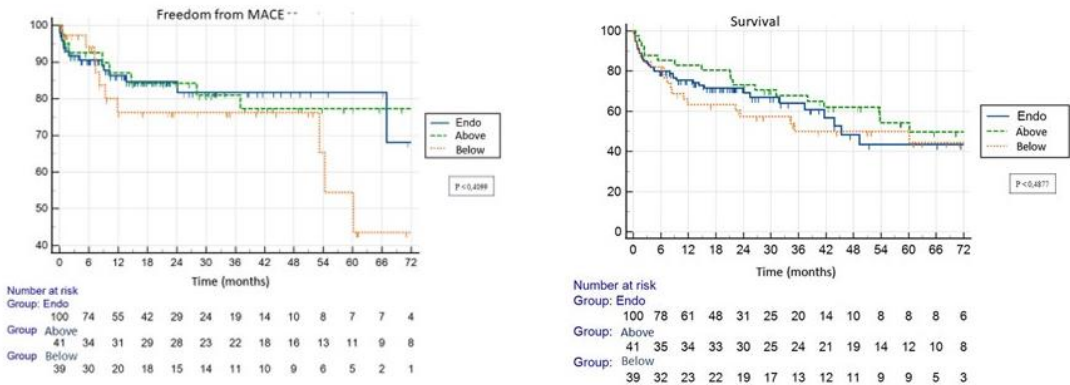 Freedom from MACE
100
90
80
70
60
50
40
0 6 12 18 24 30 36 42 48 54 60 66 72
Time (months)
Endo
Above
Below
P < 0,4099
Number at risk
Group: Endo
100 74 55 42 29 24 19 14 10 8 7 7 4
Group Above
41 34 31 29 28 23 22 18 16 13 11 9 8
Group Below
39 30 20 18 15 14 11 10 9 6 5 2 1
Survival
100
80
60
40
20
0
0 6 12 18 24 30 36 42 48 54 60 66 72
Time (months)
Endo
Above
Below
P < 0,4877
Number at risk
Group: Endo
100 78 61 48 31 25 20 14 10 8 8 8 6
Group: Above
41 35 34 33 30 25 24 21 19 14 12 10 8
Group: Below
39 32 23 22 19 17 13 12 11 9 9 5 3